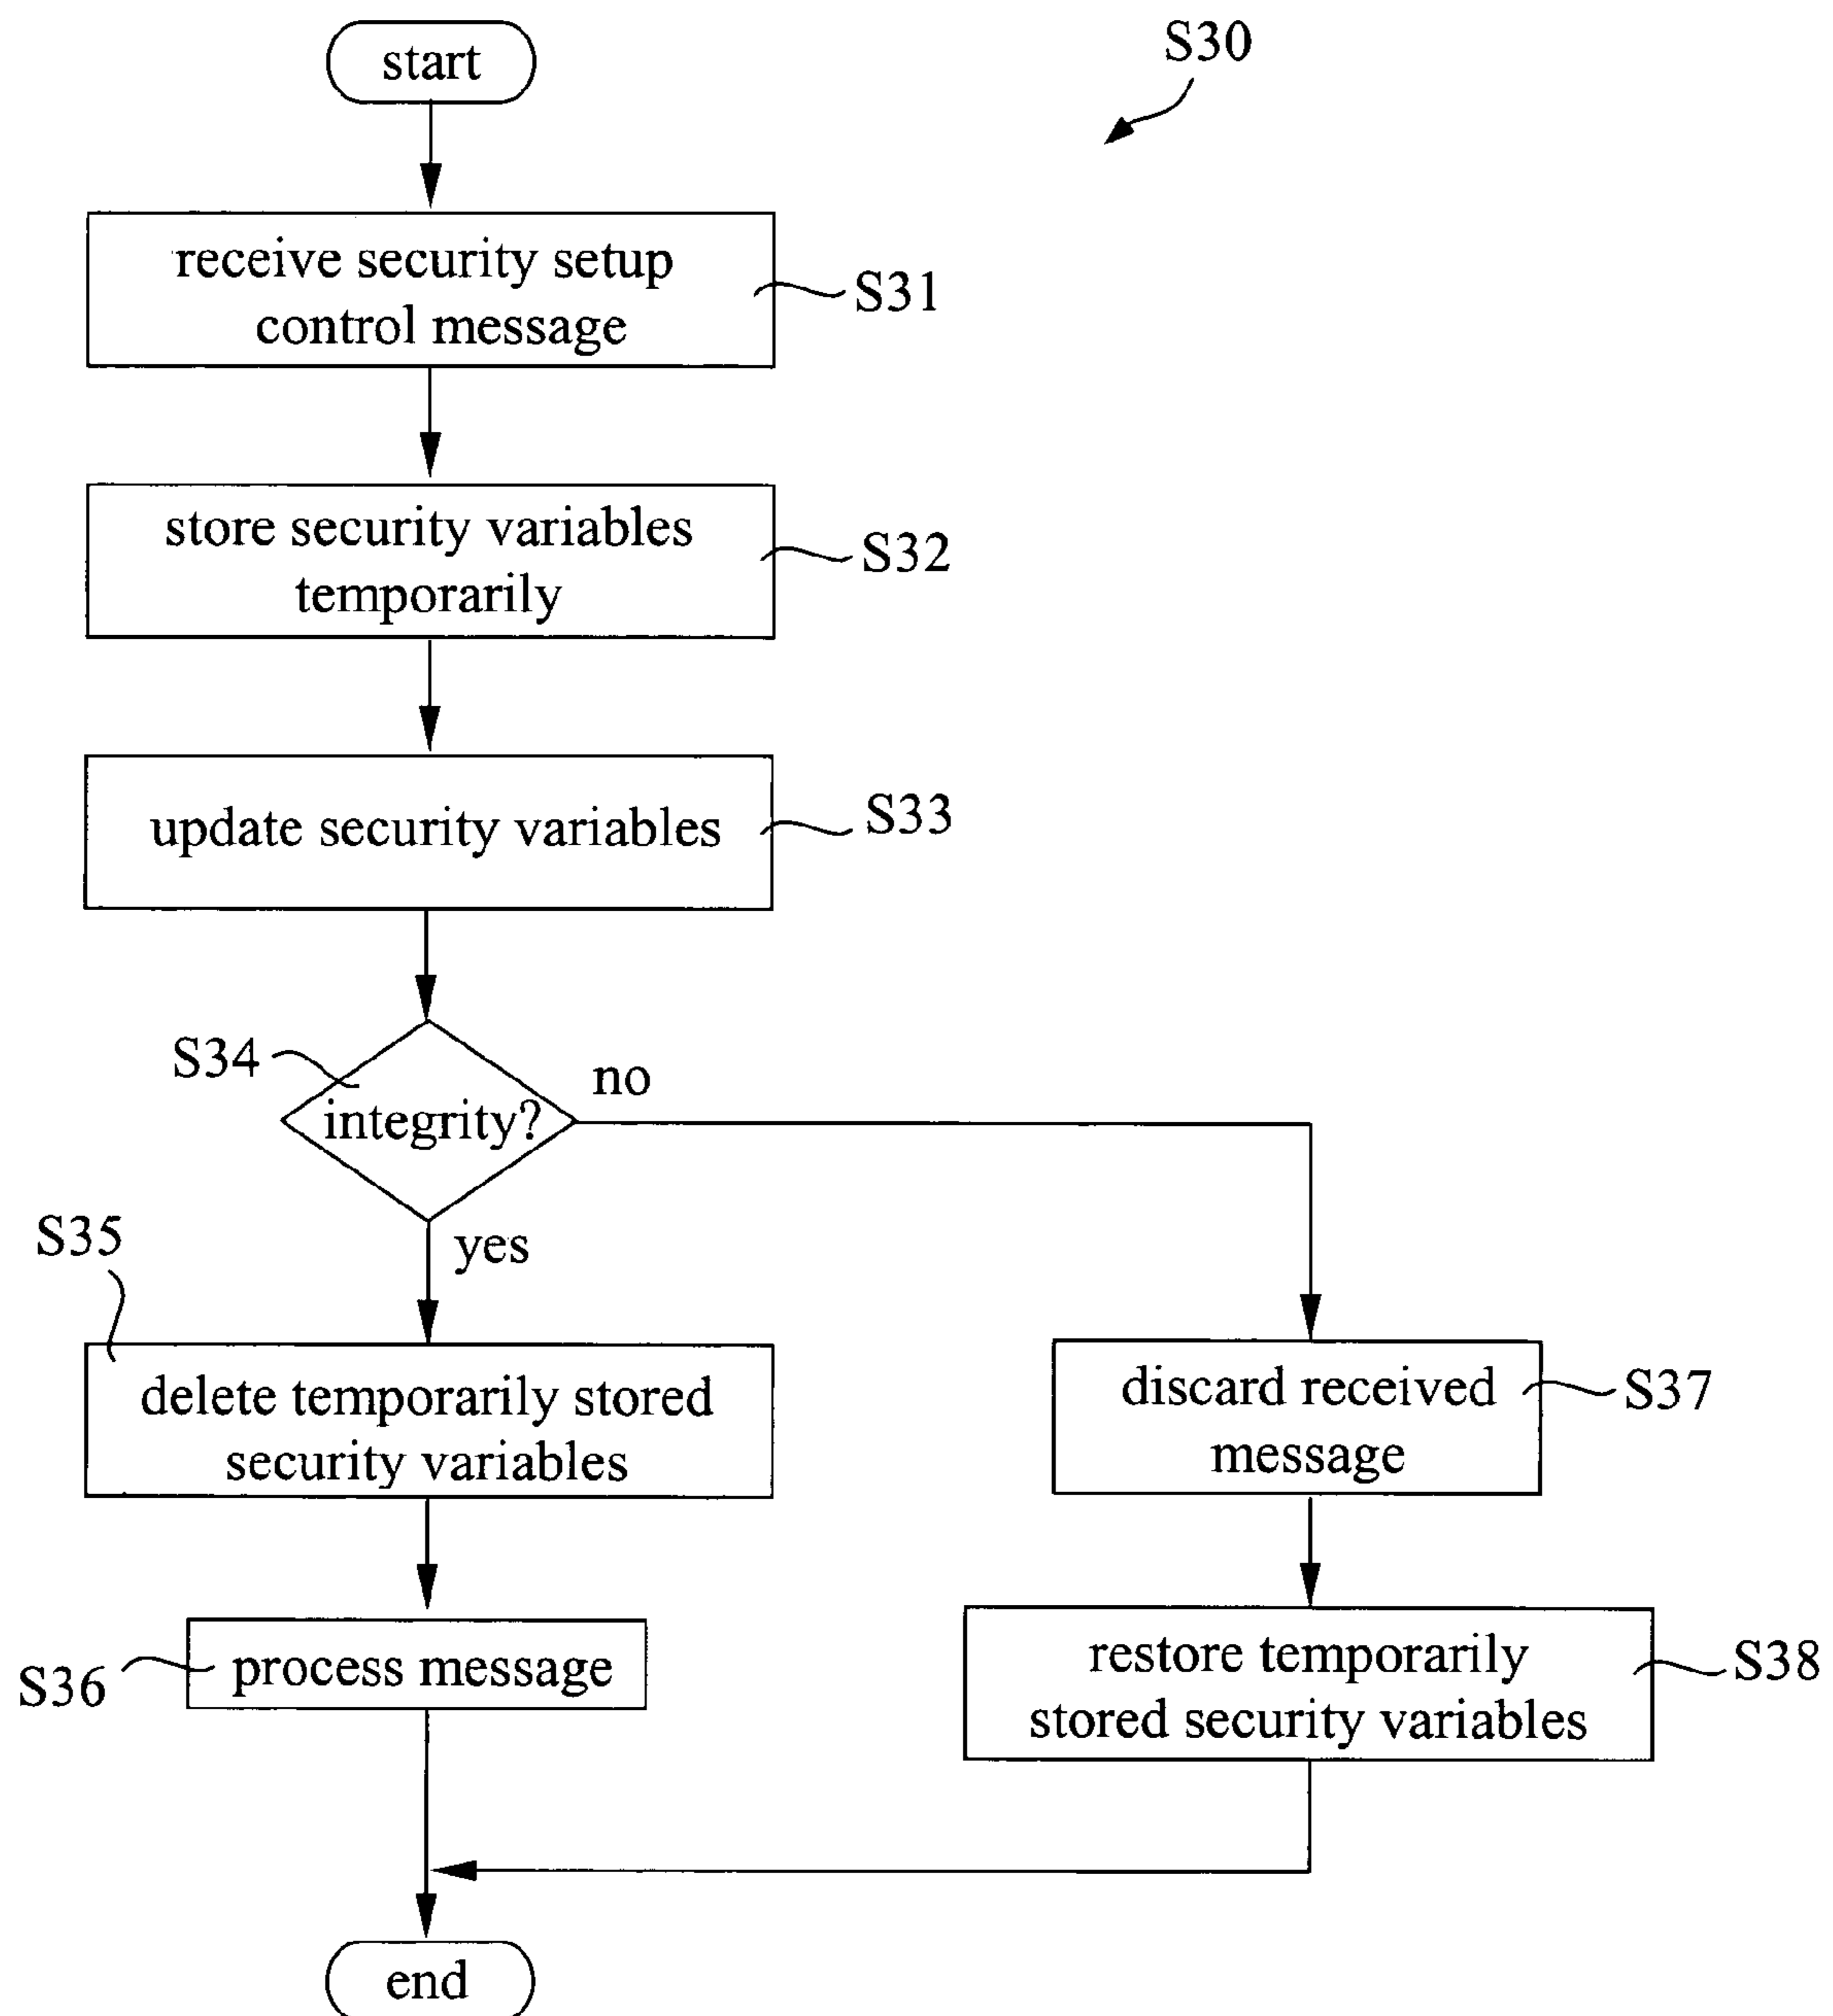 start
S30
receive security setup
control message
S31
store security variables
temporarily
S32
update security variables
S33
S34
integrity?
no
yes
S35
delete temporarily stored
security variables
discard received
message
S37
S36
process message
restore temporarily
stored security variables
S38
end